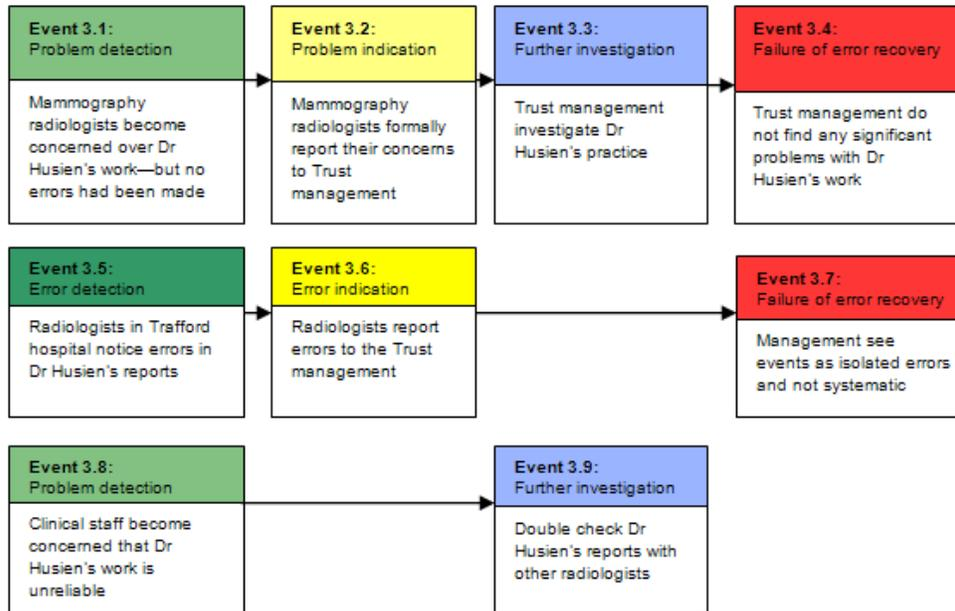 Event 3.1:
Problem detection
Mammography
radiologists become
concerned over Dr
Husien's work—but no
errors had been made
Event 3.2:
Problem indication
Mammography
radiologists formally
report their concerns
to Trust
management
Event 3.3:
Further investigation
Trust management
investigate Dr
Husien's practice
Event 3.4:
Failure of error recovery
Trust management do
not find any significant
problems with Dr
Husien's work
Event 3.5:
Error detection
Radiologists in Trafford
hospital notice errors in
Dr Husien's reports
Event 3.6:
Error indication
Radiologists report
errors to the Trust
management
Event 3.7:
Failure of error recovery
Management see
events as isolated errors
and not systematic
Event 3.8:
Problem detection
Clinical staff become
concerned that Dr
Husien's work is
unreliable
Event 3.9:
Further investigation
Double check Dr
Husien's reports with
other radiologists